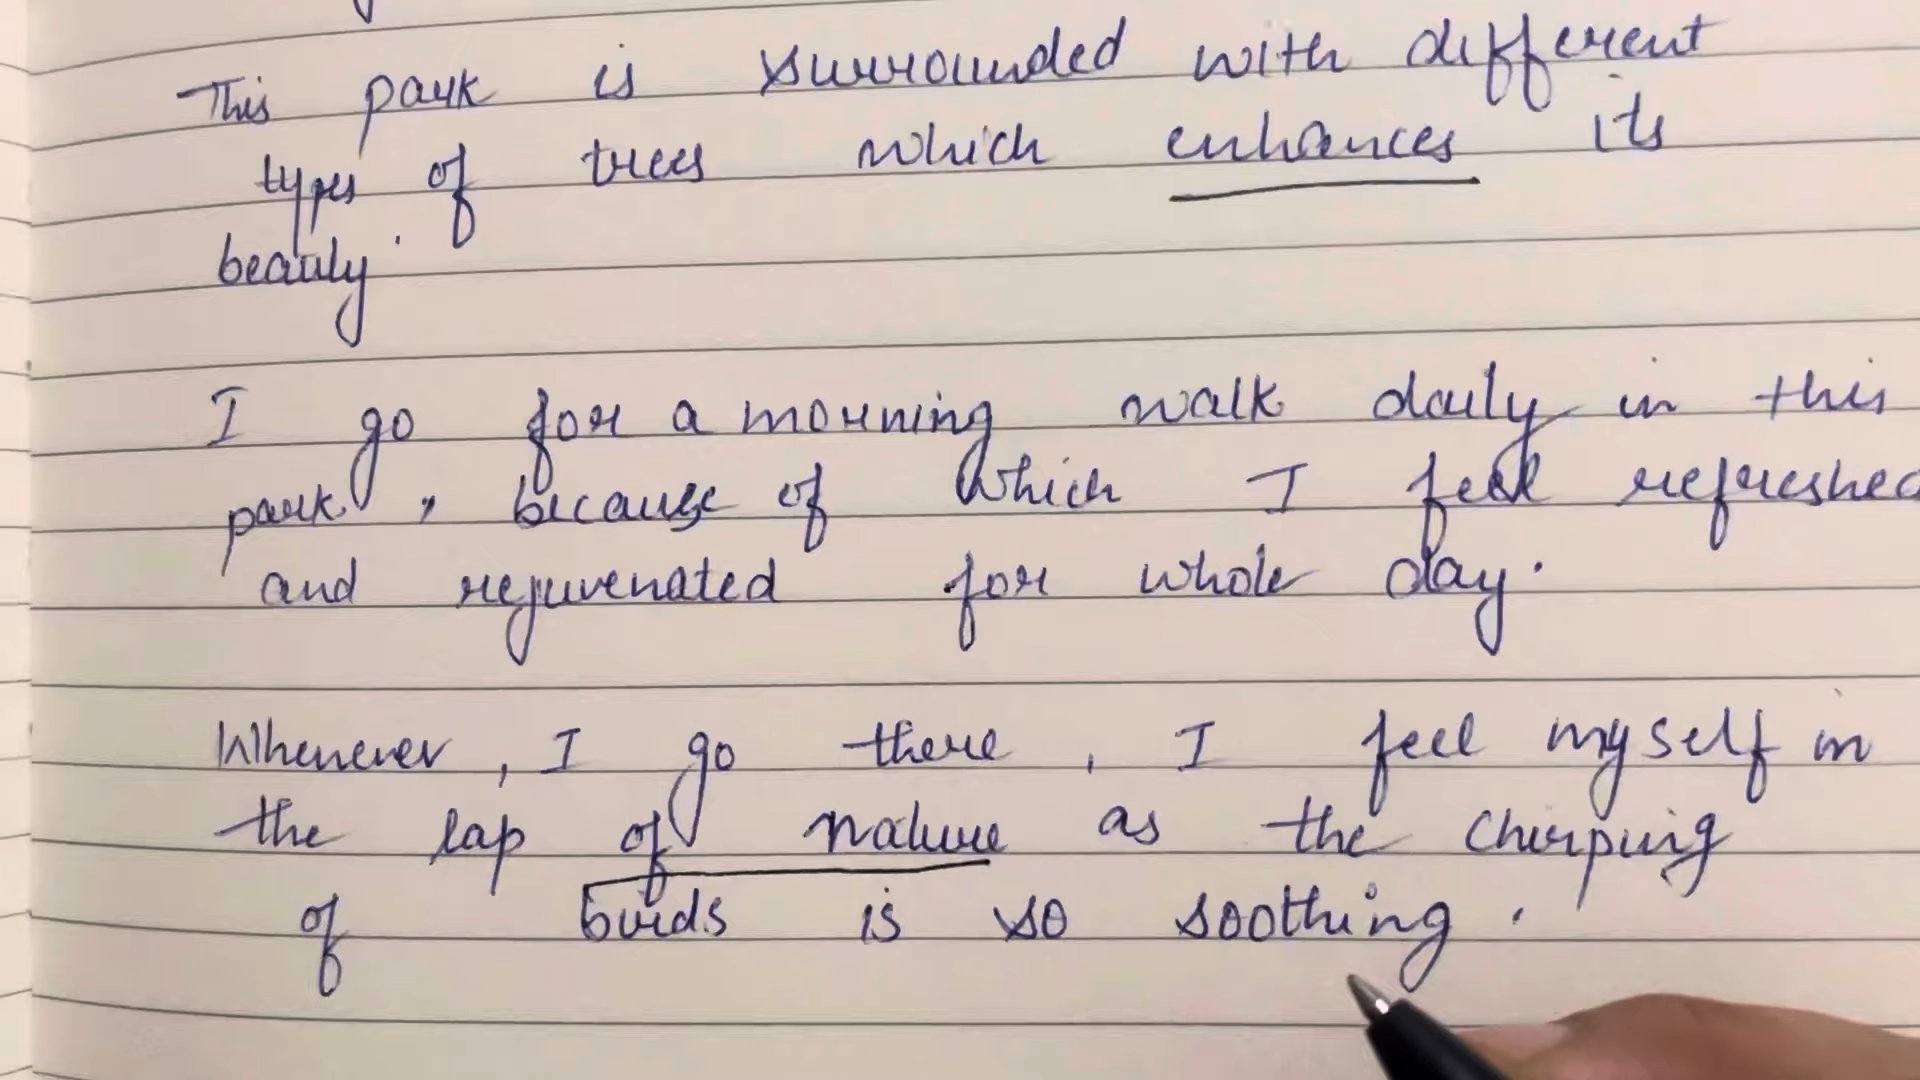 This park is surrounded with different
types of trees which enhances its
beauty.
I go for a morning walk daily in this
park, because of which I feel refreshed
and rejuvenated for whole day.
Whenever, I go there, I feel myself in
the lap of nature as the chirping
of birds is so soothing.